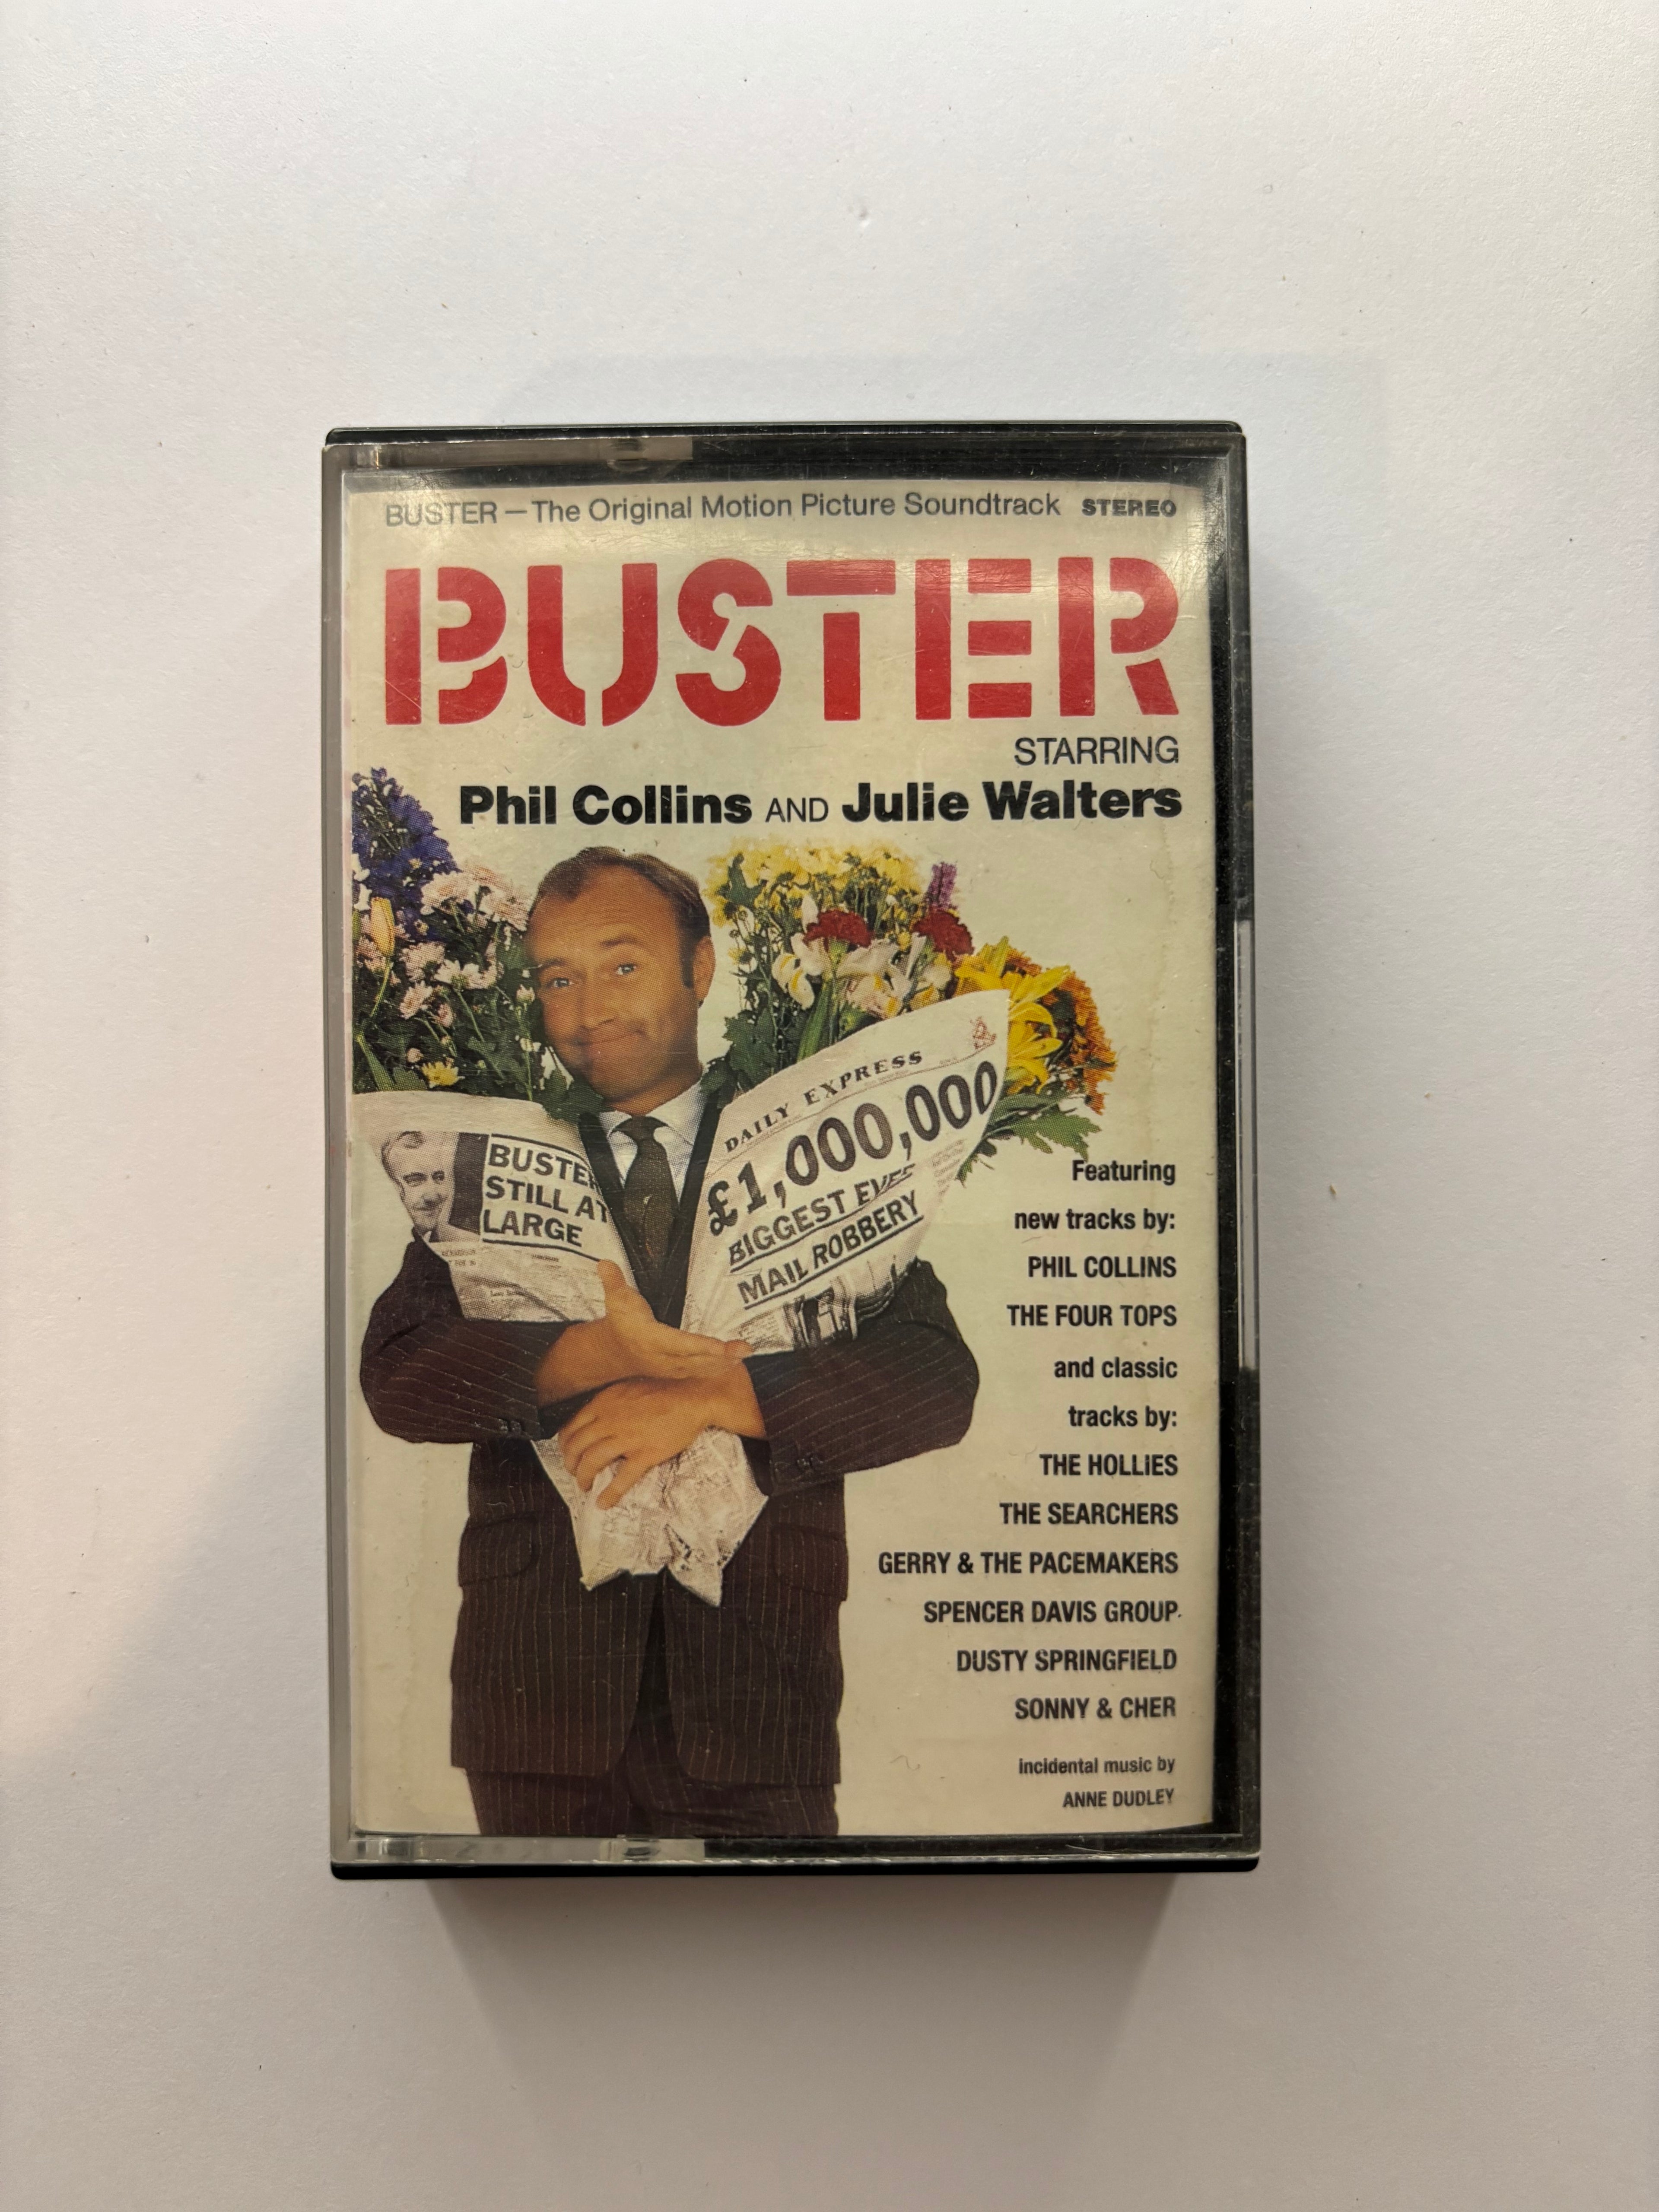 BUSTER – The Original Motion Picture Soundtrack STEREO
BUSTER
STARRING
Phil Collins AND Julie Walters
DAILY EXPRESS
£1,000,000
BIGGEST EVER
MAIL ROBBERY
BUSTER
STILL AT
LARGE
Featuring
new tracks by:
PHIL COLLINS
THE FOUR TOPS
and classic
tracks by:
THE HOLLIES
THE SEARCHERS
GERRY & THE PACEMAKERS
SPENCER DAVIS GROUP
DUSTY SPRINGFIELD
SONNY & CHER
incidental music by
ANNE DUDLEY